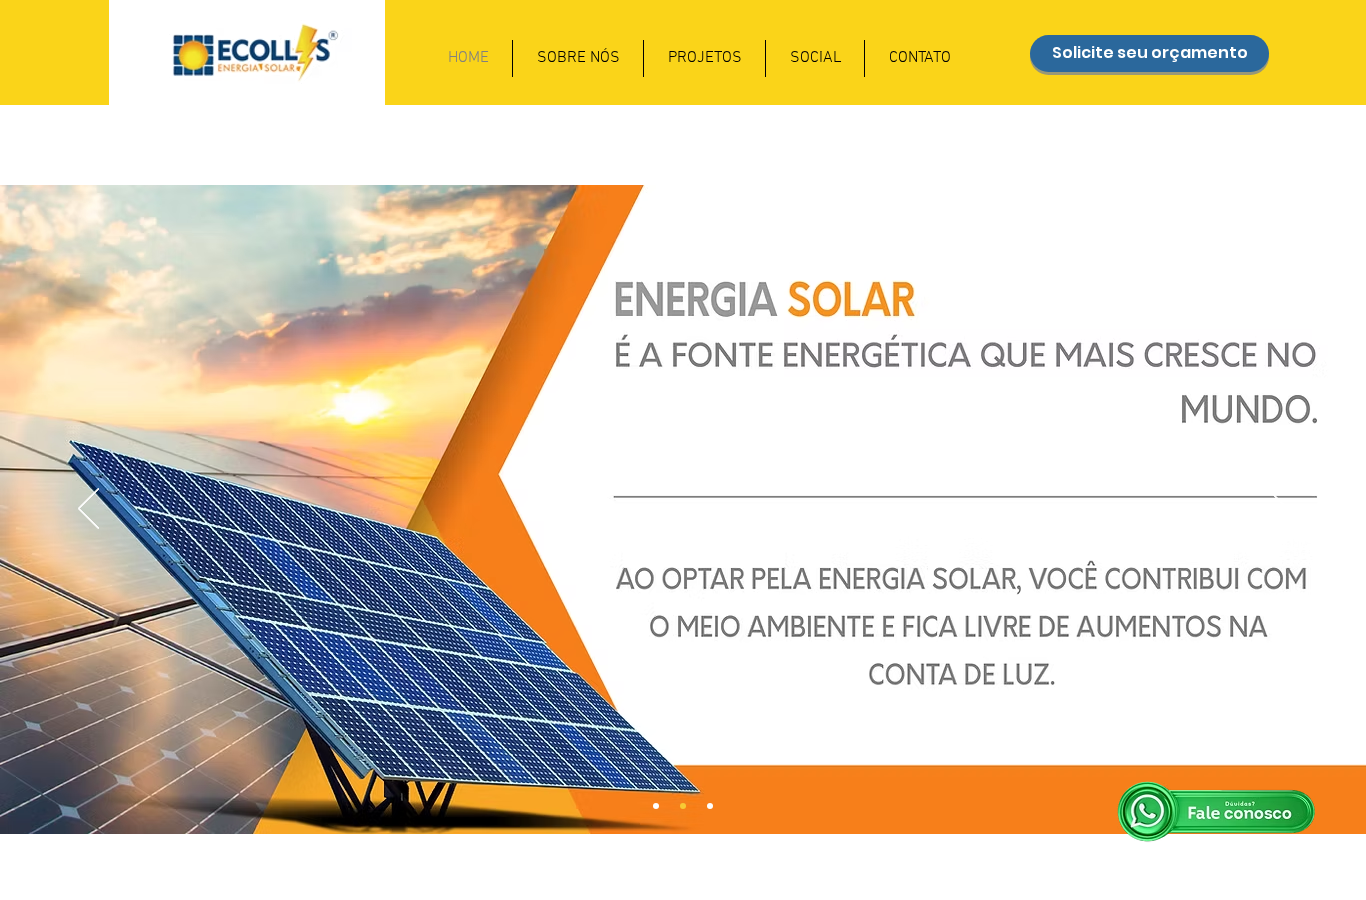 ECOLLIS®
ENERGIA SOLAR
HOME
SOBRE NÓS
PROJETOS
SOCIAL
CONTATO
Solicite seu orçamento
ENERGIA SOLAR
É A FONTE ENERGÉTICA QUE MAIS CRESCE NO
MUNDO.
AO OPTAR PELA ENERGIA SOLAR, VOCÊ CONTRIBUI COM
O MEIO AMBIENTE E FICA LIVRE DE AUMENTOS NA
CONTA DE LUZ.
Dúvidas?
Fale conosco